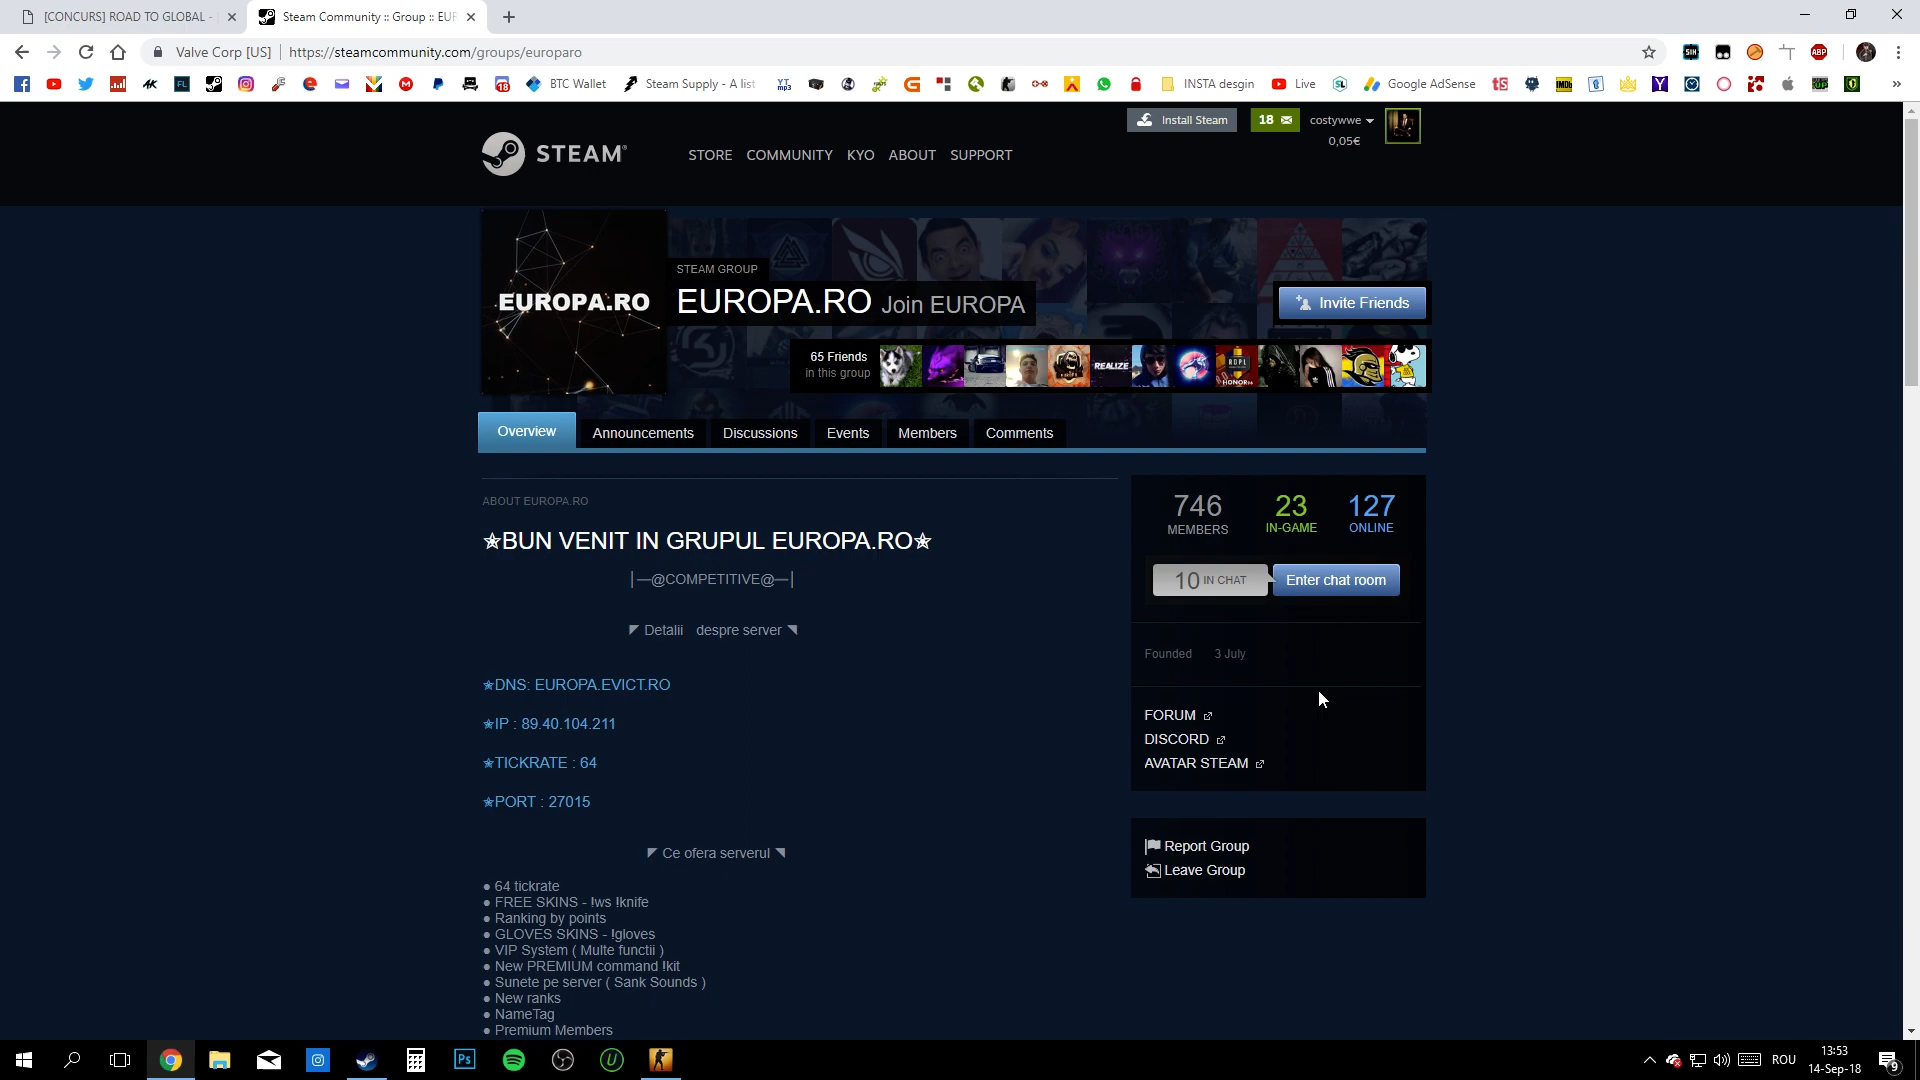 [CONCURS] ROAD TO GLOBAL -
Steam Community :: Group :: EUR
Valve Corp [US]
https://steamcommunity.com/groups/europaro
BTC Wallet
Steam Supply - A list
INSTA desgin
Live
Google AdSense
Install Steam
18
costywwe
0,05€
STEAM
STORE
COMMUNITY
KYO
ABOUT
SUPPORT
EUROPA.RO
STEAM GROUP
EUROPA.RO Join EUROPA
Invite Friends
65 Friends
in this group
REALIZE
HONOR
Overview
Announcements
Discussions
Events
Members
Comments
ABOUT EUROPA.RO
✯BUN VENIT IN GRUPUL EUROPA.RO✯
│—@COMPETITIVE@—│
◤ Detalii despre server ◥
✯DNS: EUROPA.EVICT.RO
✯IP : 89.40.104.211
✯TICKRATE : 64
✯PORT : 27015
◤ Ce ofera serverul ◥
● 64 tickrate
● FREE SKINS - !ws !knife
● Ranking by points
● GLOVES SKINS - !gloves
● VIP System ( Multe functii )
● New PREMIUM command !kit
● Sunete pe server ( Sank Sounds )
● New ranks
● NameTag
● Premium Members
746
MEMBERS
23
IN-GAME
127
ONLINE
10 IN CHAT
Enter chat room
Founded 3 July
FORUM
DISCORD
AVATAR STEAM
Report Group
Leave Group
ROU
13:53
14-Sep-18
9